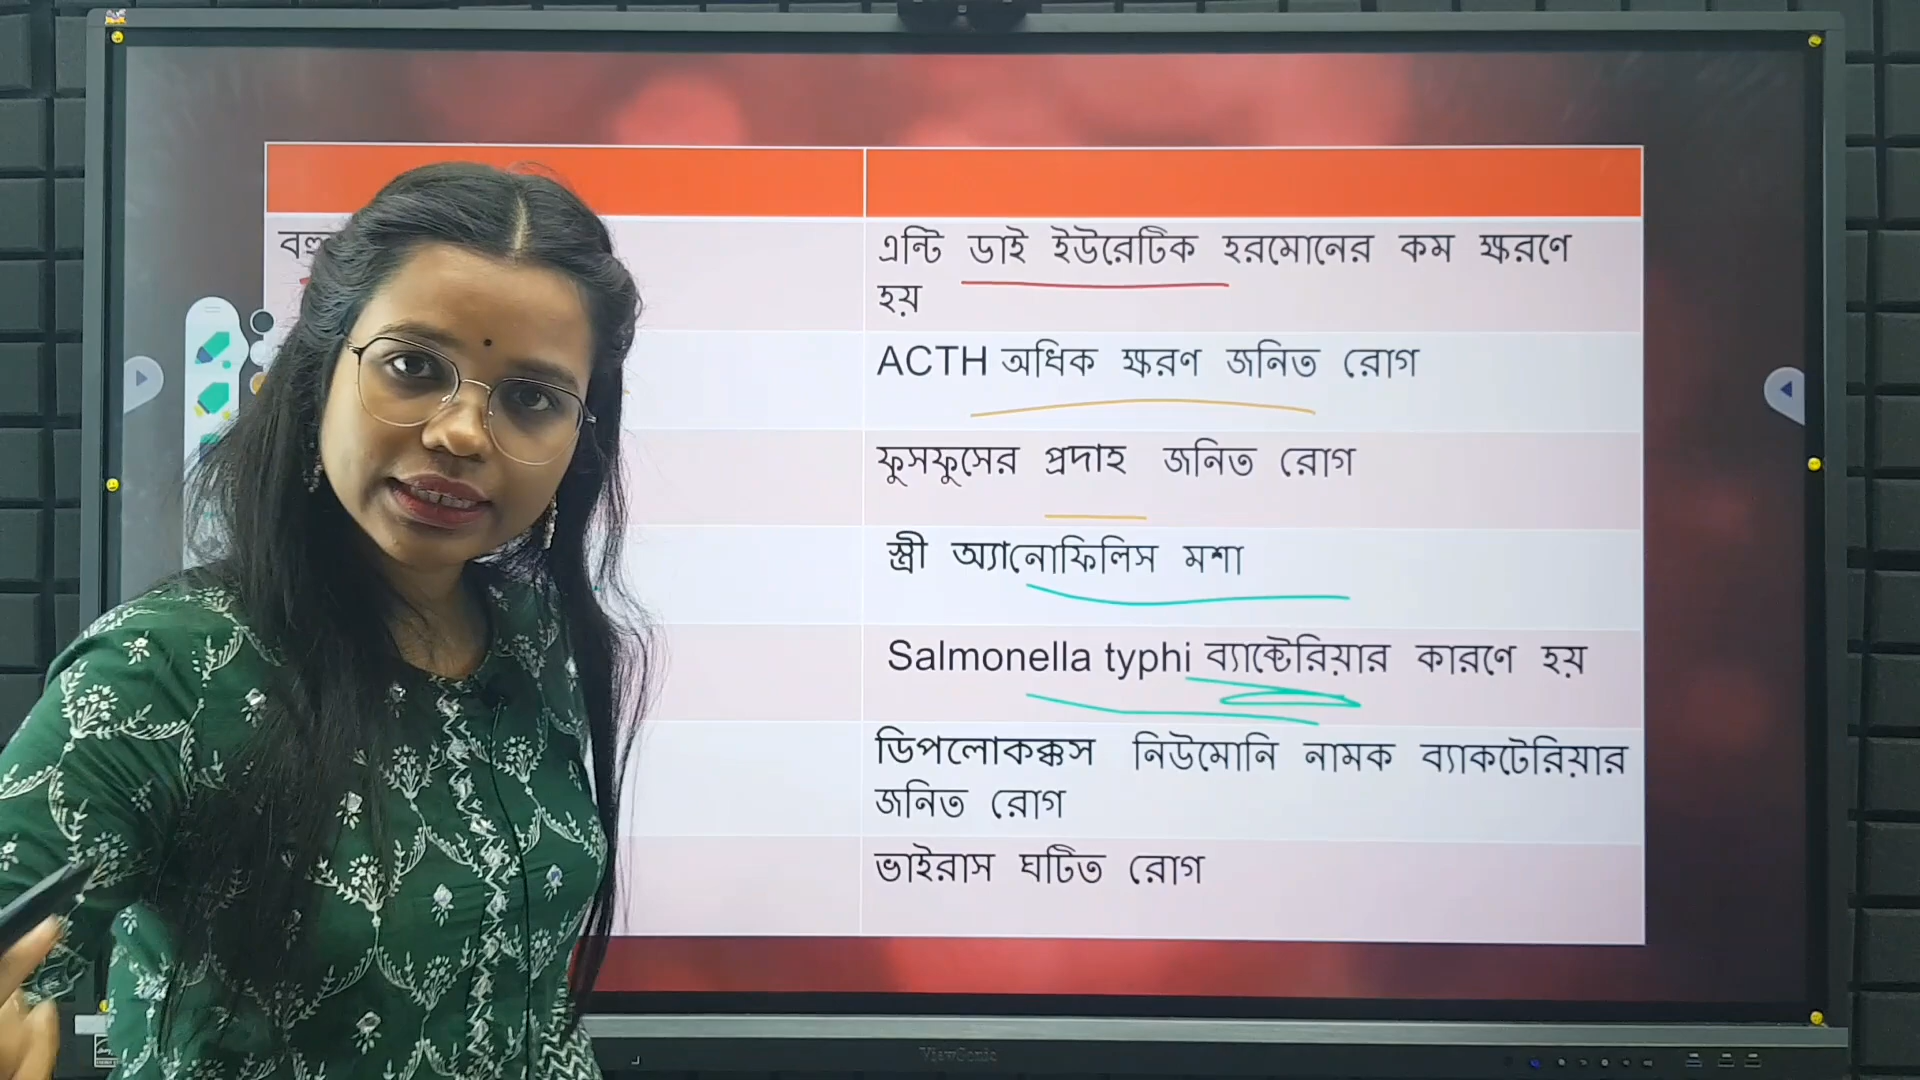 এন্টি ডাই ইউরেটিক হরমোনের কম ক্ষরণে
হয়
ACTH অধিক ক্ষরণ জনিত রোগ
ফুসফুসের প্রদাহ জনিত রোগ
স্ত্রী অ্যানোফিলিস মশা
Salmonella typhi ব্যাক্টেরিয়ার কারণে হয়
ডিপলোকক্কস নিউমোনি নামক ব্যাকটেরিয়ার
জনিত রোগ
ভাইরাস ঘটিত রোগ
ViewSonic